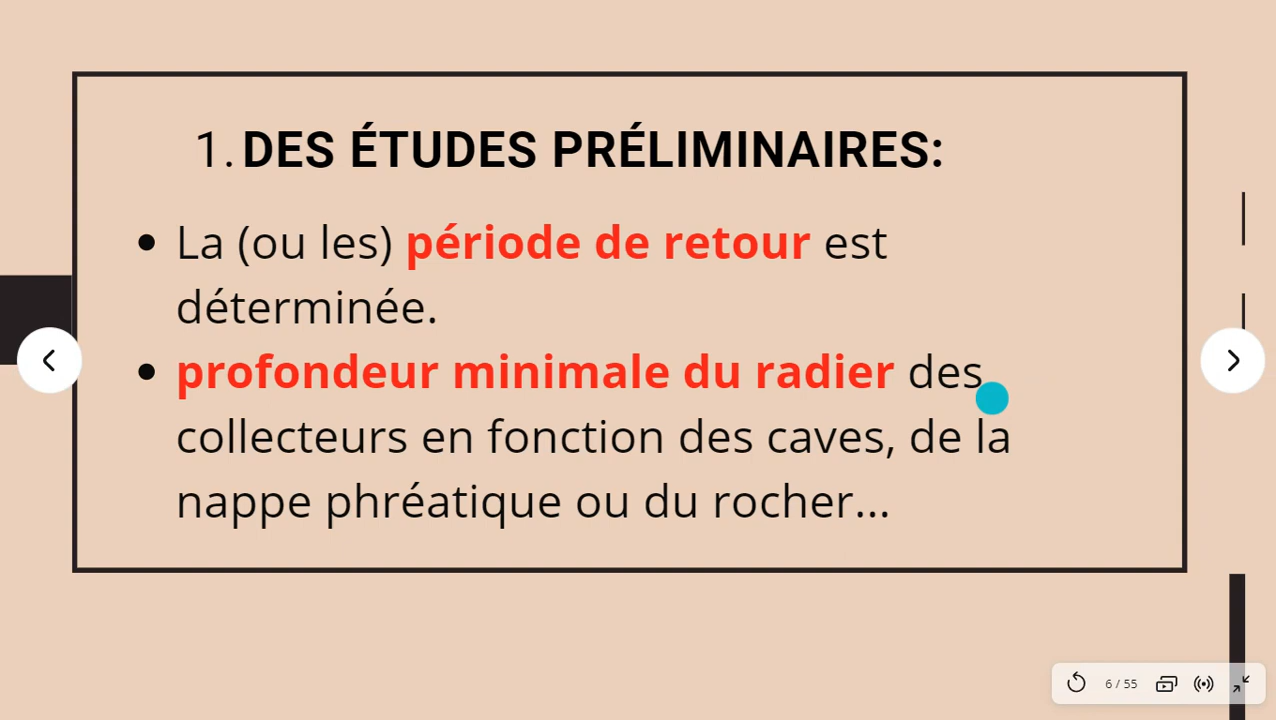 1. DES ÉTUDES PRÉLIMINAIRES:
La (ou les) période de retour est
déterminée.
profondeur minimale du radier des
collecteurs en fonction des caves, de la
nappe phréatique ou du rocher...
6 / 55